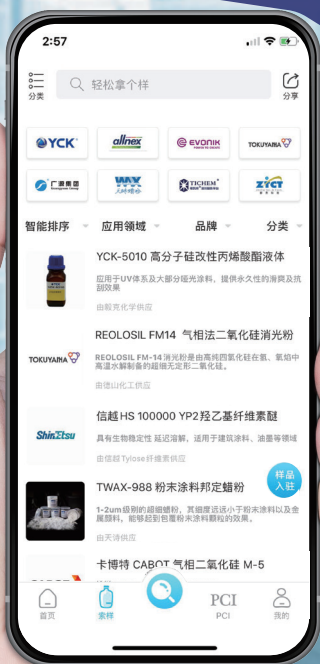 2:57
分类
轻松拿个样
分享
YCK
allnex
EVONIK
TOKUYAMA
广源集团
TICHEM
ZYCT
智能排序 应用领域 品牌 分类
YCK-5010 高分子硅改性丙烯酸酯液体
应用于UV体系及大部分哑光涂料,提供永久性的滑爽及抗
刮效果
由毅克化学供应
REOLOSIL FM14 气相法二氧化硅消光粉
TOKUYAMA
REOLOSIL FM-14消光粉是由高纯四氯化硅在氢、氧焰中
高温水解制备的超细无定形二氧化硅。
由德山化工供应
信越HS 100000 YP2羟乙基纤维素醚
ShinEtsu
具有生物稳定性 延迟溶解,适用于建筑涂料,油墨等领域
由信越Tylose纤维素供应
样品
入驻
TWAX-988 粉末涂料邦定蜡粉
1-2um级别的超细蜡粉,其细度远远小于粉末涂料以及金
属颜料,能够起到包覆粉末涂料颗粒的效果。
由天诗供应
卡博特 CABOT 气相二氧化硅 M-5
首页
索样
PCI
PCI
我的